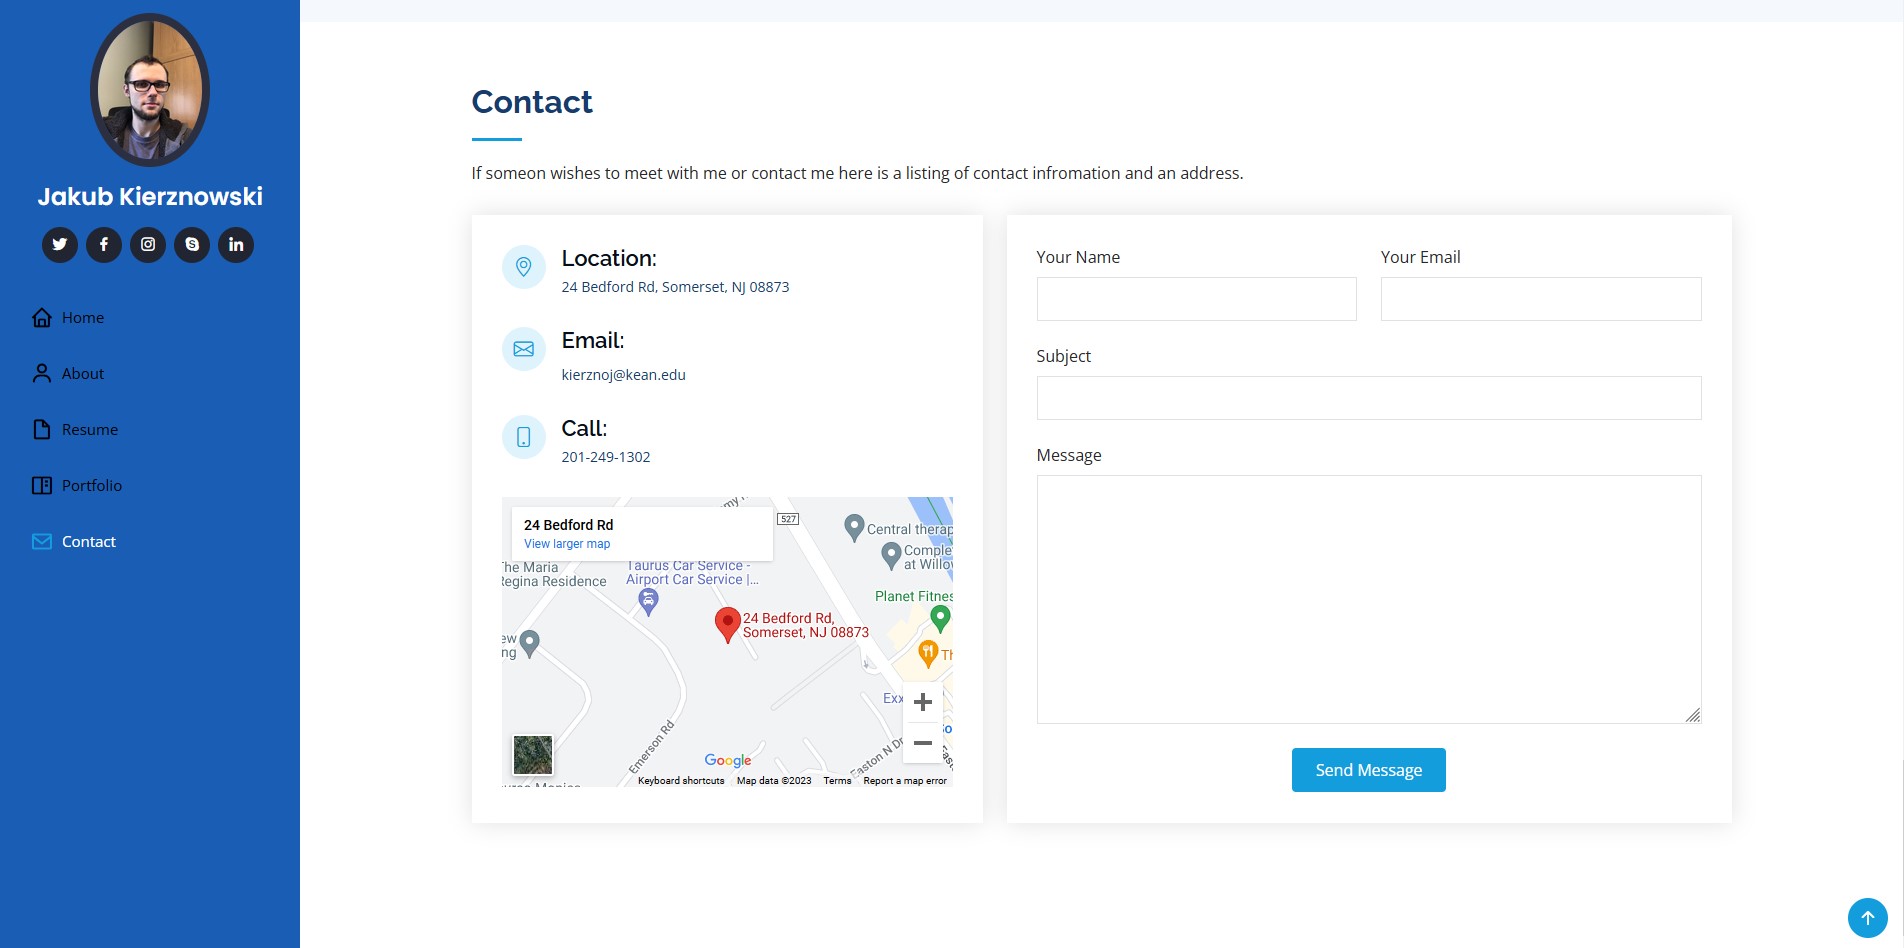 Jakub Kierznowski
Home
About
Resume
Portfolio
Contact
Contact
If someon wishes to meet with me or contact me here is a listing of contact infromation and an address.
Location:
24 Bedford Rd, Somerset, NJ 08873
Email:
kierznoj@kean.edu
Call:
201-249-1302
24 Bedford Rd
View larger map
527
Central therap
Comple
at Willo
The Maria
Regina Residence
Taurus Car Service -
Airport Car Service |...
Planet Fitnes
24 Bedford Rd,
Somerset, NJ 08873
ew
ng
Th
Exx
So
Emerson Rd
Easton N Dr
Google
Keyboard shortcuts
Map data ©2023
Terms
Report a map error
Your Name
Your Email
Subject
Message
Send Message